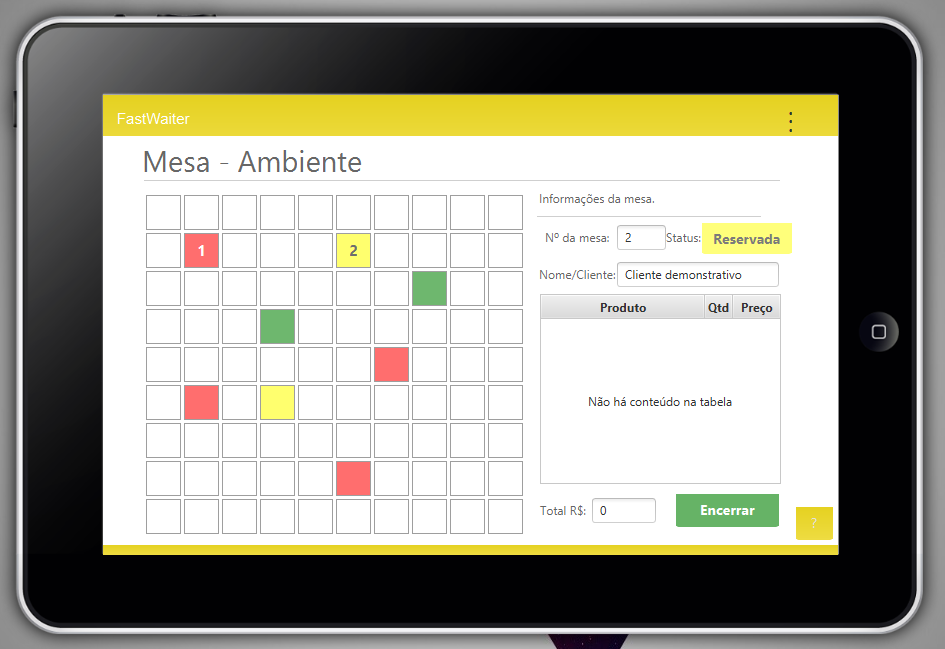 FastWaiter
Mesa - Ambiente
Informações da mesa.
1
2
Nº da mesa: 2 Status: Reservada
Nome/Cliente: Cliente demonstrativo
Produto Qtd Preço
Não há conteúdo na tabela
Total R$: 0 Encerrar
?